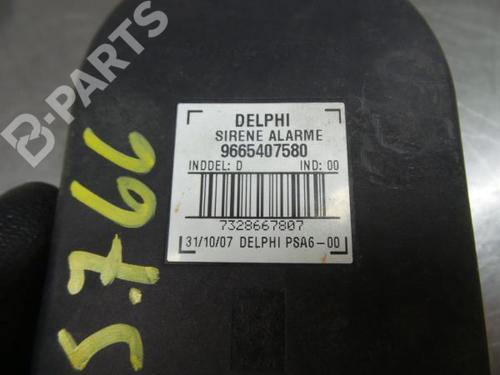 B-PARTS
DELPHI
SIRENE ALARME
9665407580
INDDEL: D IND: 00
7328667807
31/10/07 DELPHI PSA6-00